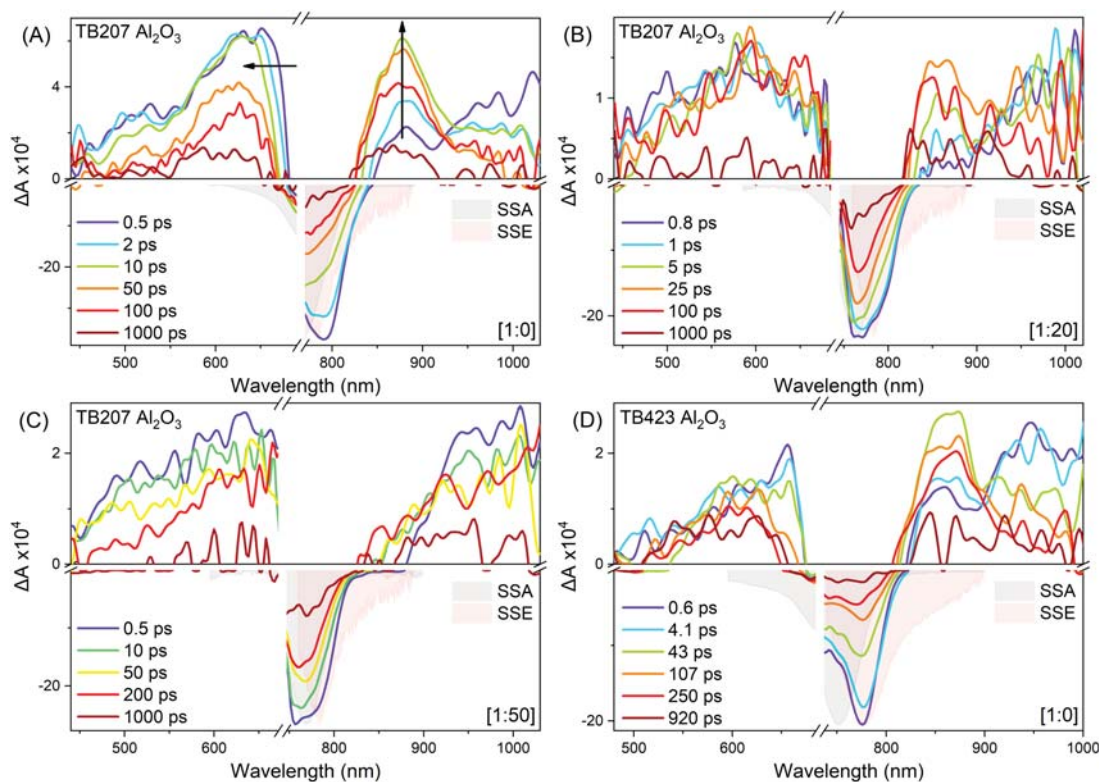 (A) TB207 Al₂O₃
ΔA x10⁴
4
0
-20
0.5 ps
2 ps
10 ps
50 ps
100 ps
1000 ps
SSA
SSE
[1:0]
500 600 800 900 1000
Wavelength (nm)
(B) TB207 Al₂O₃
ΔA x10⁴
1
0
-20
0.8 ps
1 ps
5 ps
25 ps
100 ps
1000 ps
SSA
SSE
[1:20]
500 600 800 900 1000
Wavelength (nm)
(C) TB207 Al₂O₃
ΔA x10⁴
2
0
-20
0.5 ps
10 ps
50 ps
200 ps
1000 ps
SSA
SSE
[1:50]
500 600 800 900 1000
Wavelength (nm)
(D) TB423 Al₂O₃
ΔA x10⁴
2
0
-20
0.6 ps
4.1 ps
43 ps
107 ps
250 ps
920 ps
SSA
SSE
[1:0]
500 600 800 900 1000
Wavelength (nm)